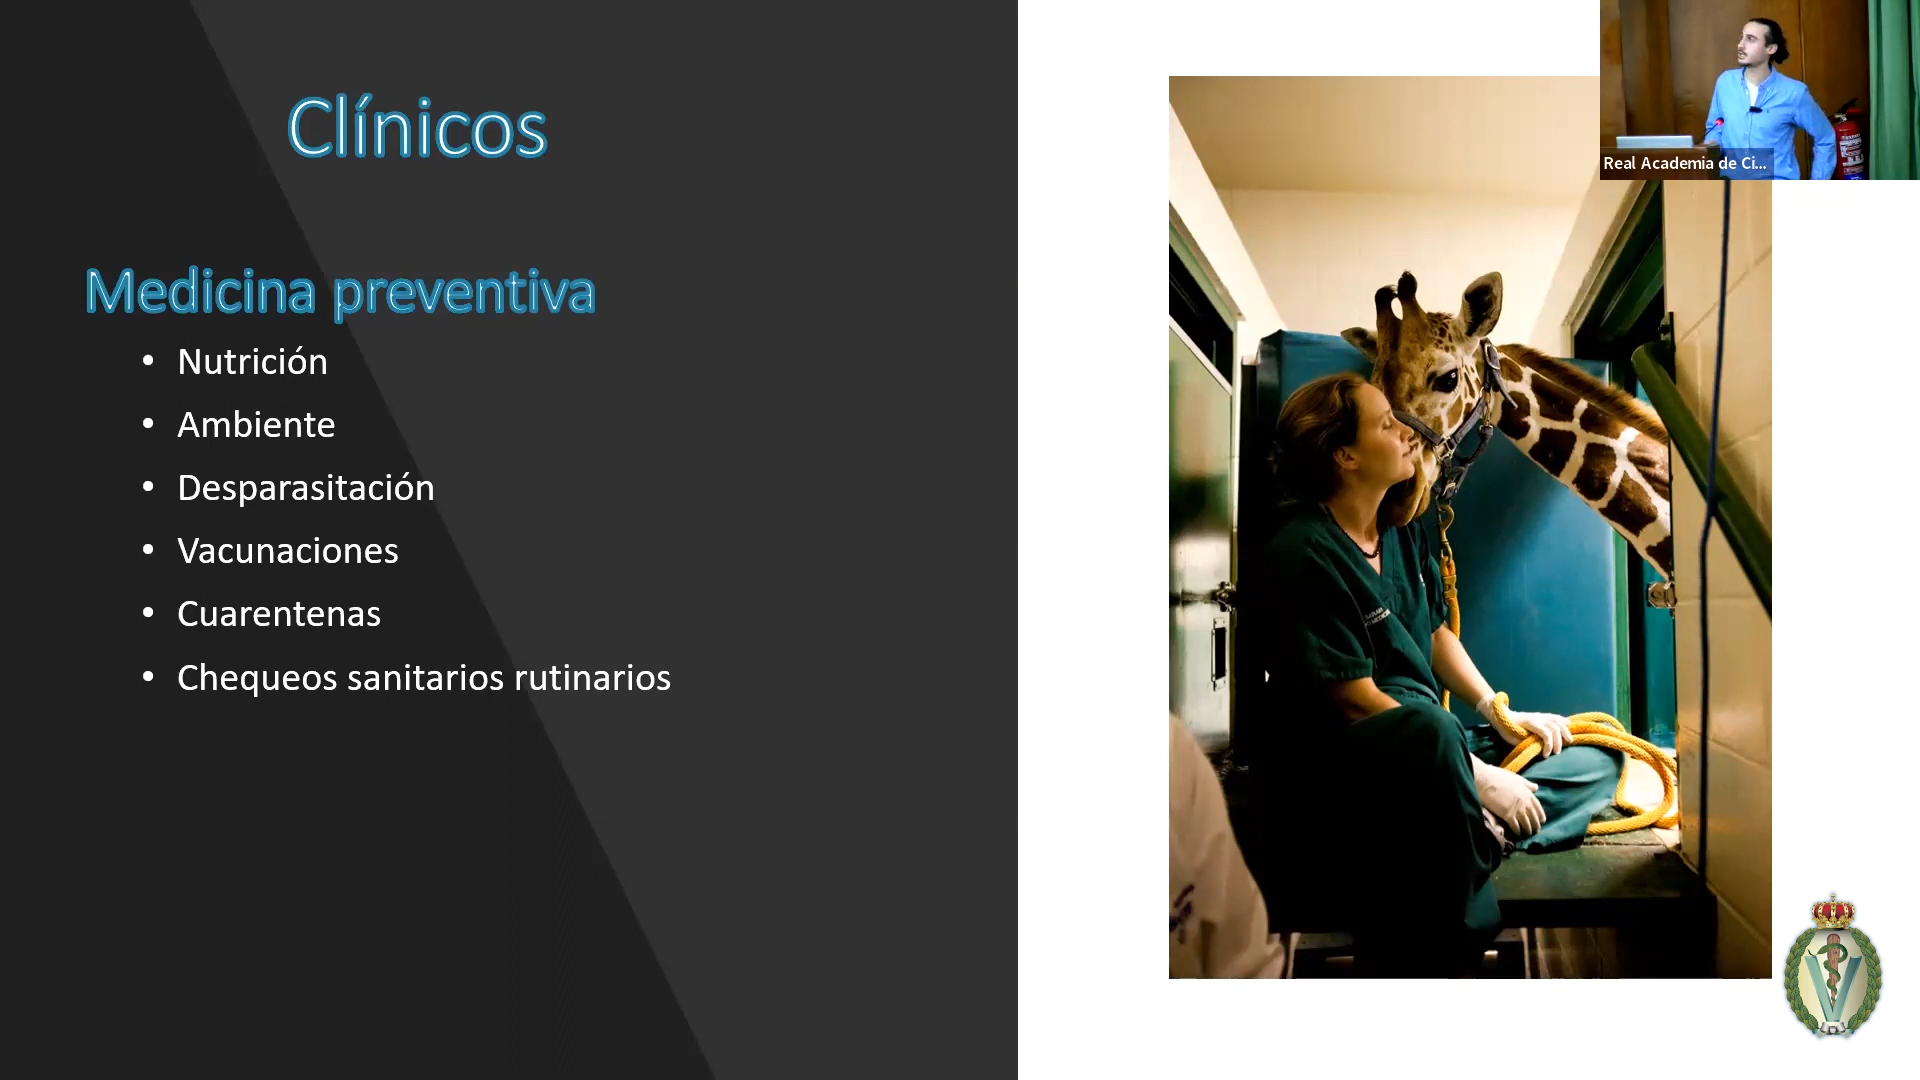 Clínicos
Medicina preventiva
• Nutrición
• Ambiente
• Desparasitación
• Vacunaciones
• Cuarentenas
• Chequeos sanitarios rutinarios
Real Academia de Ci...
V